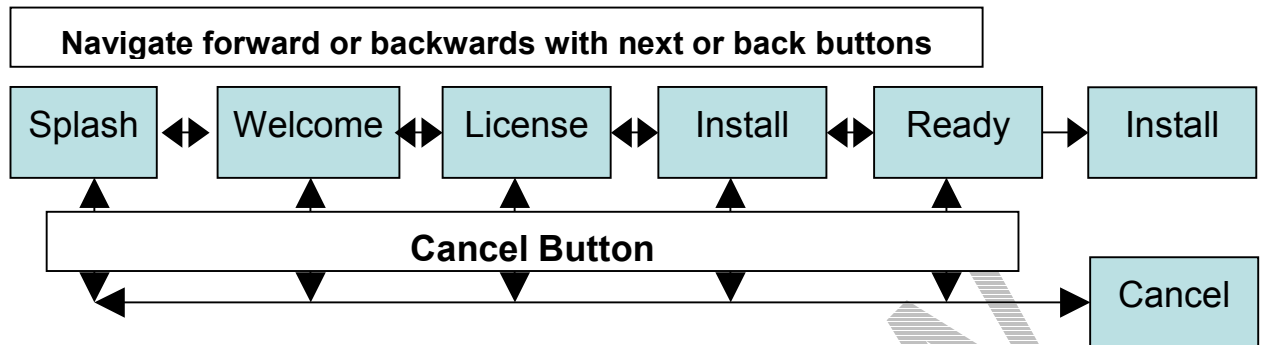 Navigate forward or backwards with next or back buttons
Splash Welcome License Install Ready Install
Cancel Button
Cancel